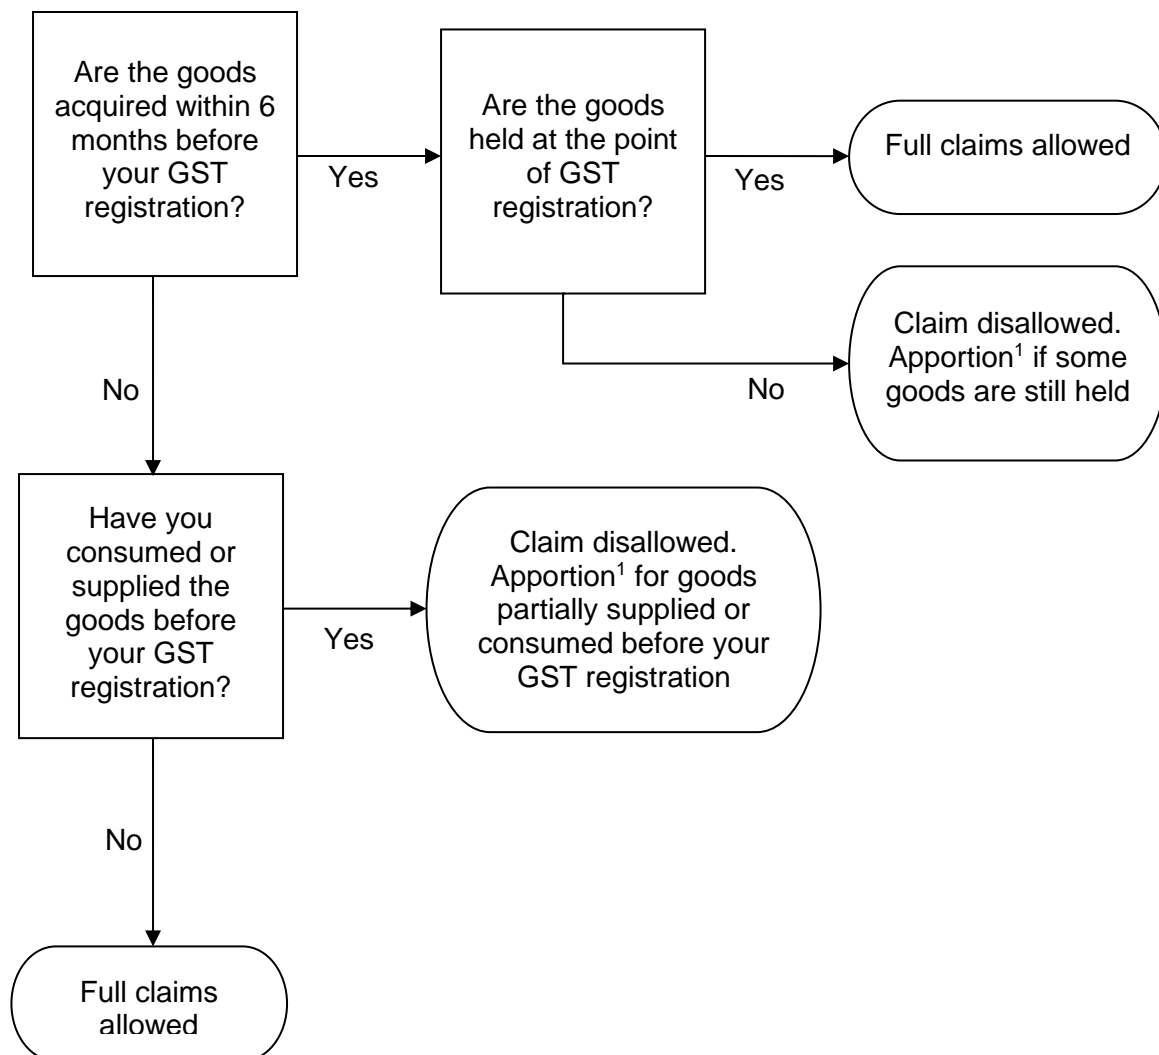 Are the goods
acquired within 6
months before
your GST
registration?
Yes
Are the goods
held at the point
of GST
registration?
Yes
Full claims allowed
No
Claim disallowed.
Apportion¹ if some
goods are still held
No
Have you
consumed or
supplied the
goods before
your GST
registration?
Yes
Claim disallowed.
Apportion¹ for goods
partially supplied or
consumed before your
GST registration
No
Full claims
allowed